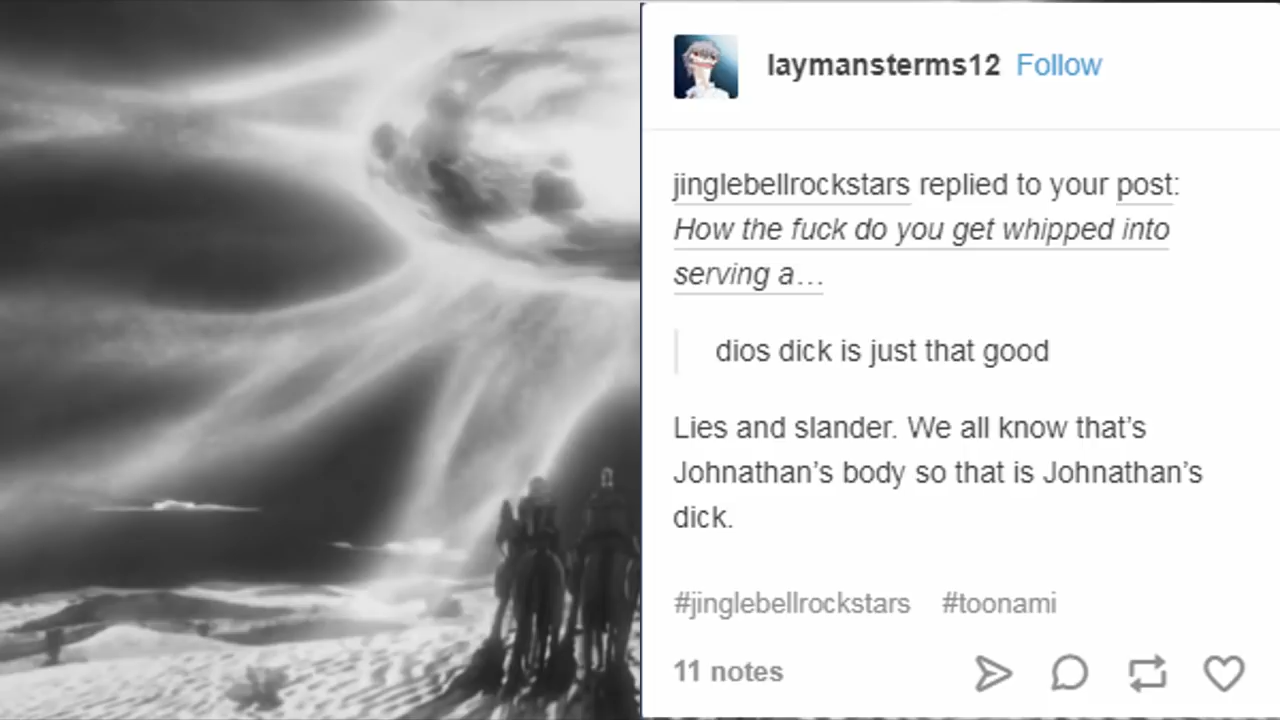 laymansterms12 Follow
jinglebellrockstars replied to your post:
How the fuck do you get whipped into
serving a…
dios dick is just that good
Lies and slander. We all know that’s
Johnathan’s body so that is Johnathan’s
dick.
#jinglebellrockstars #toonami
11 notes